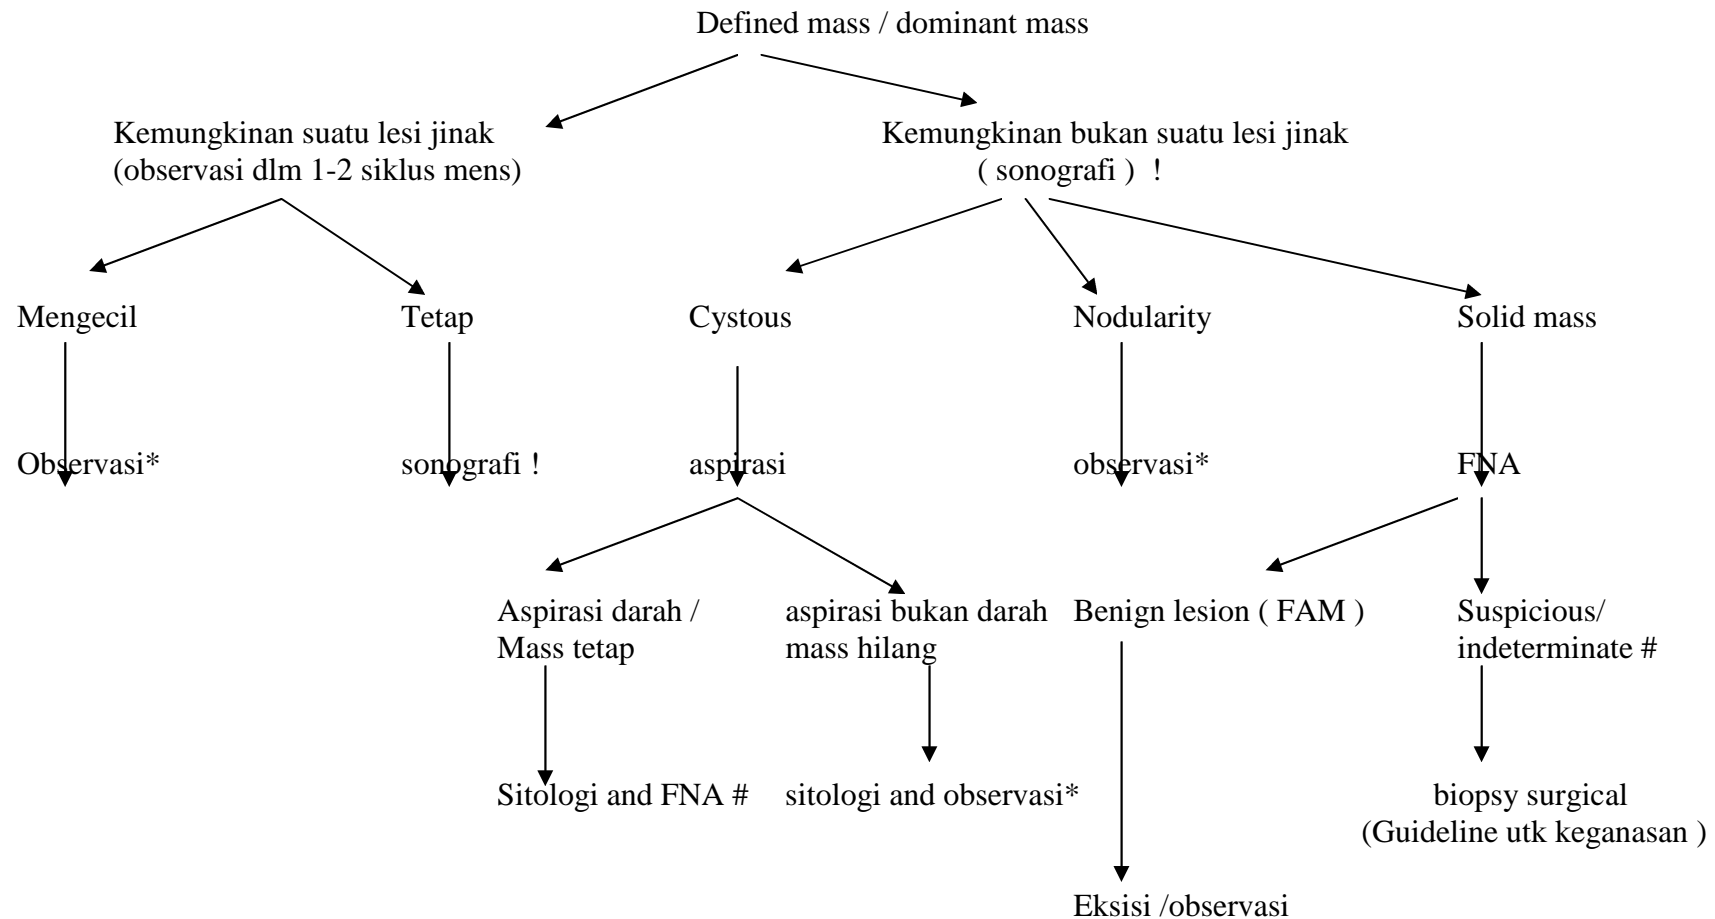 Defined mass / dominant mass
Kemungkinan suatu lesi jinak
(observasi dlm 1-2 siklus mens)
Kemungkinan bukan suatu lesi jinak
( sonografi )  !
Mengecil
Tetap
Cystous
Nodularity
Solid mass
Observasi*
sonografi !
aspirasi
observasi*
FNA
Aspirasi darah /
Mass tetap
aspirasi bukan darah
mass hilang
Benign lesion ( FAM )
Suspicious/
indeterminate #
Sitologi and FNA #
sitologi and observasi*
biopsy surgical
(Guideline utk keganasan )
Eksisi /observasi